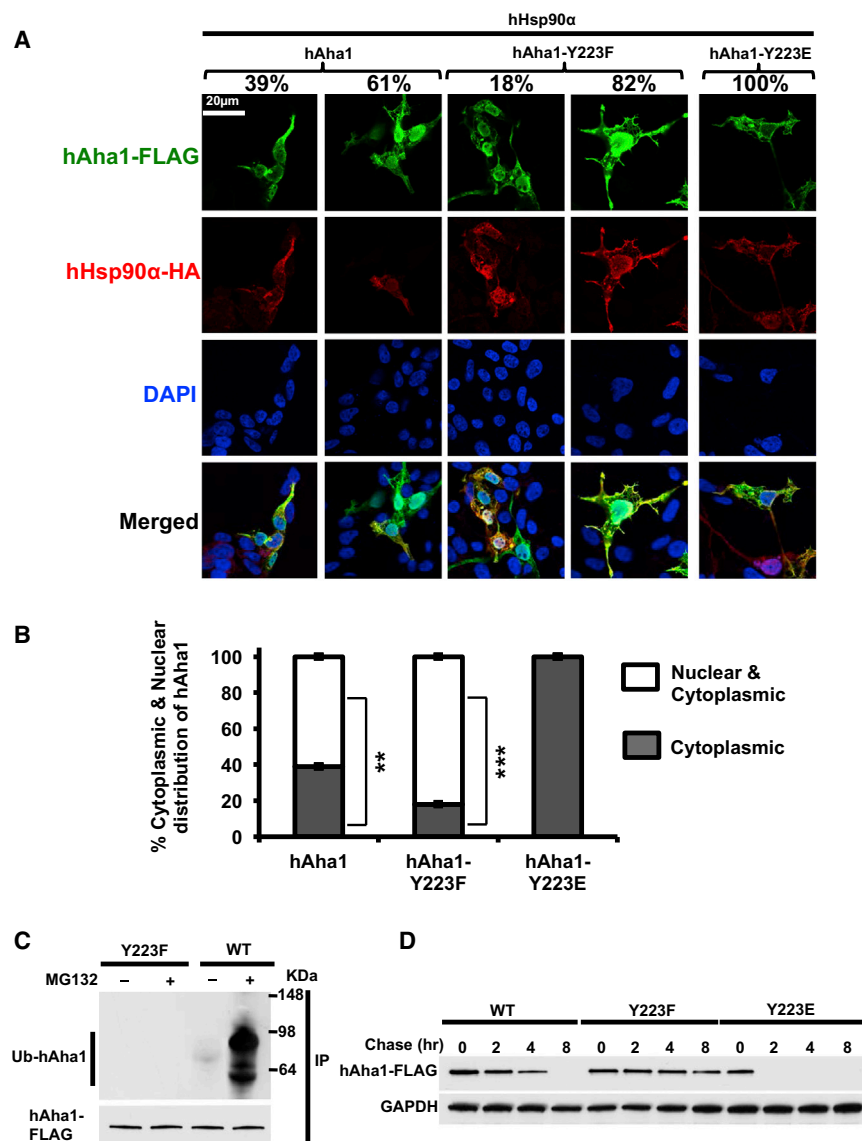 A
hHsp90α
hAha1
hAha1-Y223F
hAha1-Y223E
39%
61%
18%
82%
100%
20μm
hAha1-FLAG
hHsp90α-HA
DAPI
Merged
B
% Cytoplasmic & Nuclear
distribution of hAha1
100
80
60
40
20
0
**
***
hAha1
hAha1-
Y223F
hAha1-
Y223E
Nuclear &
Cytoplasmic
Cytoplasmic
C
Y223F
WT
MG132
–
+
–
+
KDa
148
98
64
Ub-hAha1
IP
hAha1-
FLAG
D
WT
Y223F
Y223E
Chase (hr)
0 2 4 8 0 2 4 8 0 2 4 8
hAha1-FLAG
GAPDH